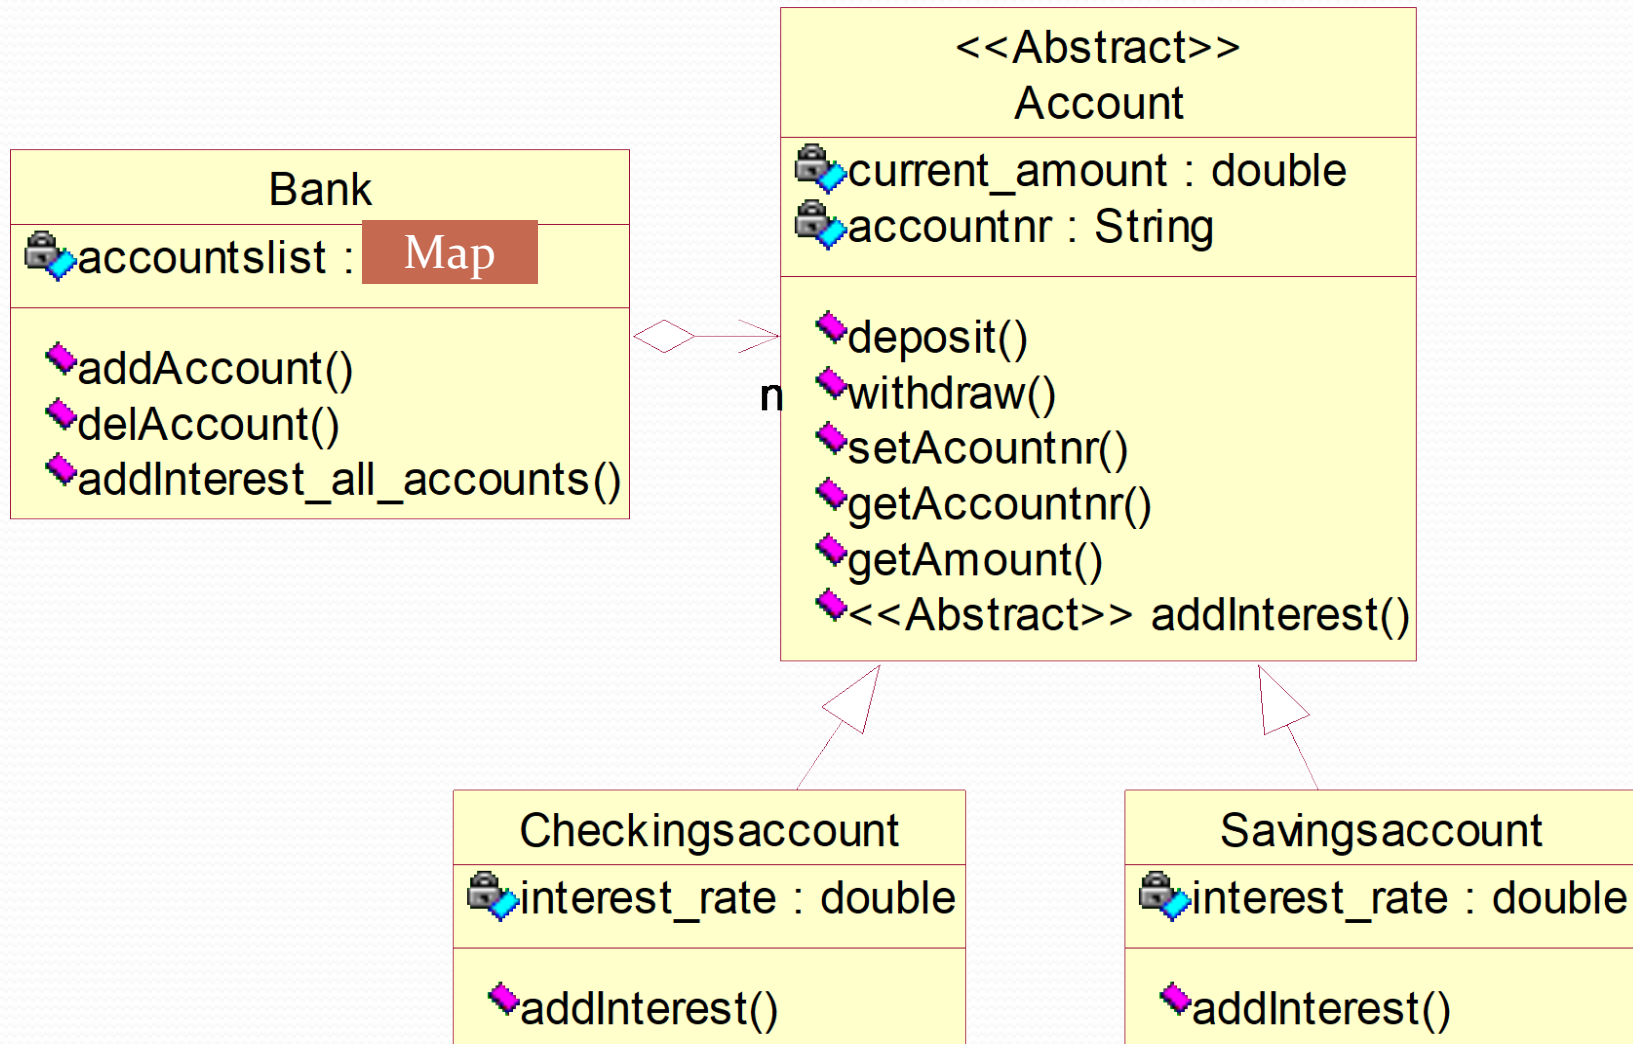 Bank
accountslist : Map
addAccount()
delAccount()
addInterest_all_accounts()
n
<<Abstract>>
Account
current_amount : double
accountnr : String
deposit()
withdraw()
setAcountnr()
getAccountnr()
getAmount()
<<Abstract>> addInterest()
Checkingsaccount
interest_rate : double
addInterest()
Savingsaccount
interest_rate : double
addInterest()